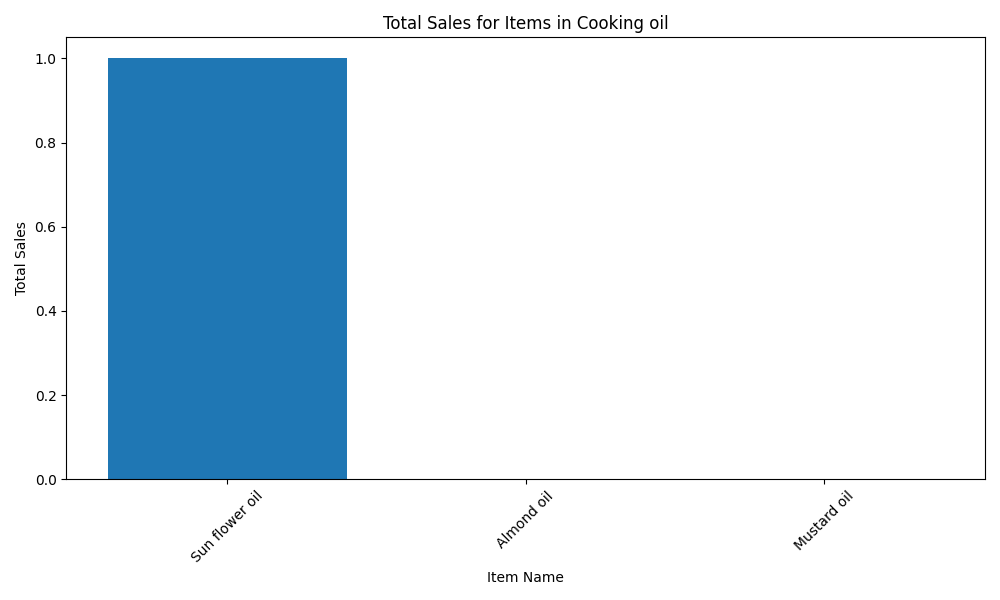 Total Sales for Items in Cooking oil
Total Sales
1.0
0.8
0.6
0.4
0.2
0.0
Sun flower oil
Almond oil
Mustard oil
Item Name